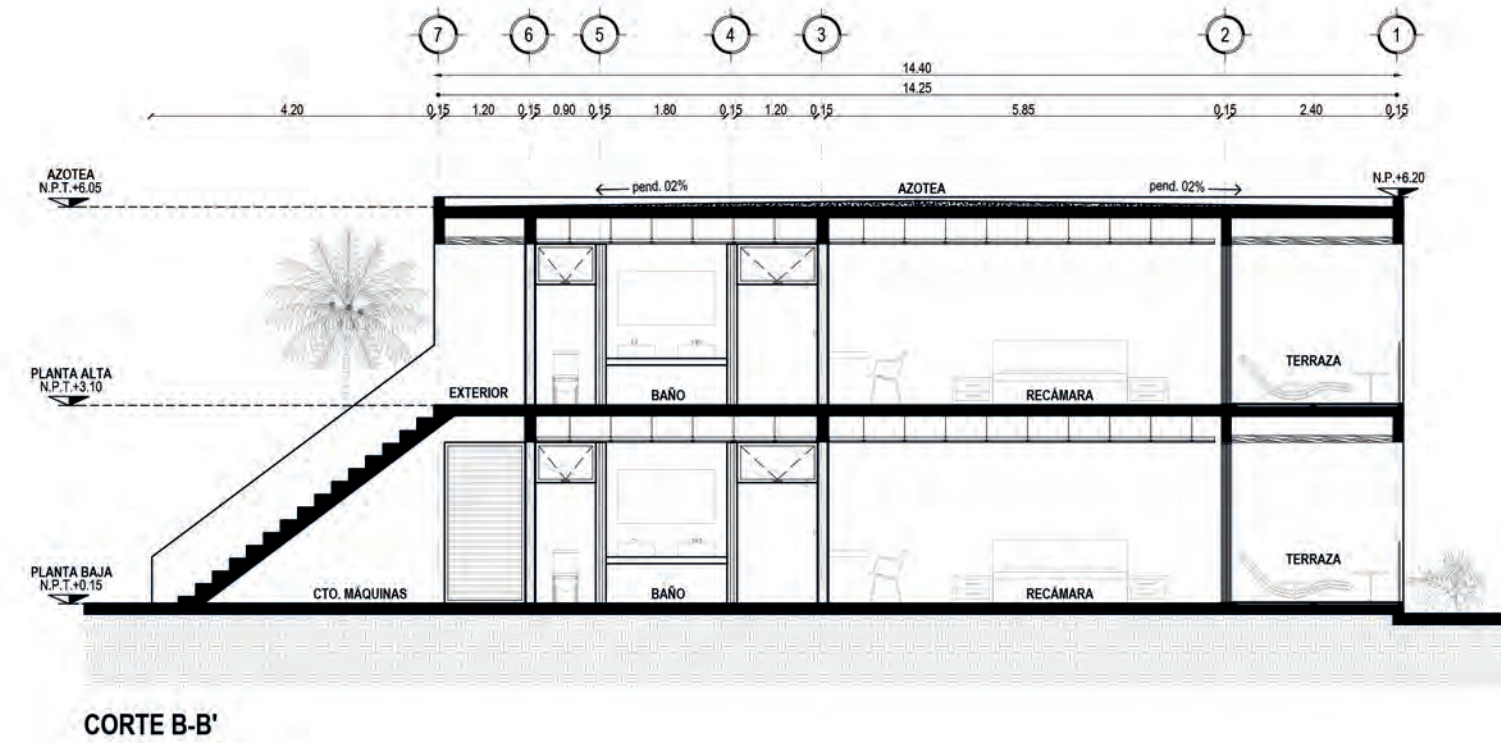 7 6 5 4 3 2 1
14.40
14.25
4.20 0.15 1.20 0.15 0.90 0.15 1.80 0.15 1.20 0.15 5.85 0.15 2.40 0.15
AZOTEA
N.P.T.+6.05
pend. 02%
AZOTEA
pend. 02%
N.P.+6.20
PLANTA ALTA
N.P.T.+3.10
EXTERIOR
BAÑO
RECÁMARA
TERRAZA
PLANTA BAJA
N.P.T.+0.15
CTO. MÁQUINAS
BAÑO
RECÁMARA
TERRAZA
CORTE B-B'